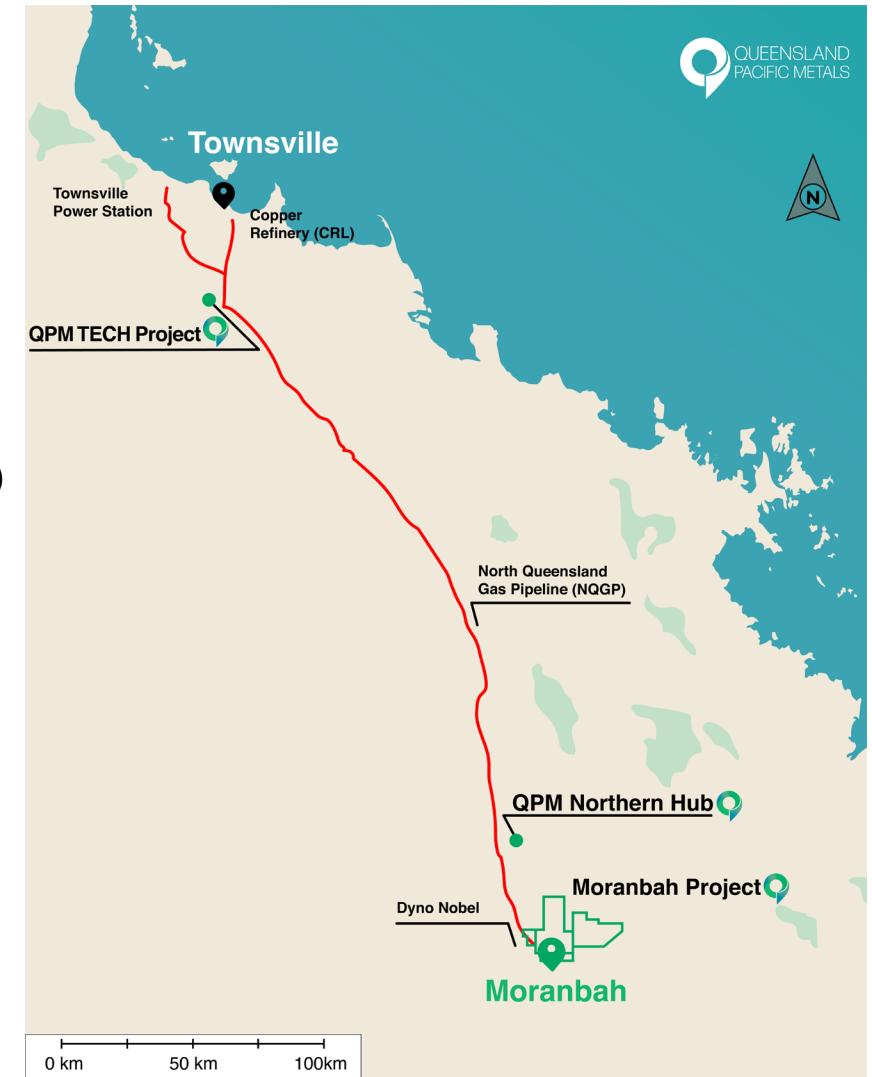 QUEENSLAND
PACIFIC METALS
Townsville
Townsville
Power Station
Copper
Refinery (CRL)
N
QPM TECH Project
North Queensland
Gas Pipeline (NQGP)
QPM Northern Hub
Moranbah Project
Dyno Nobel
Moranbah
0 km 50 km 100km